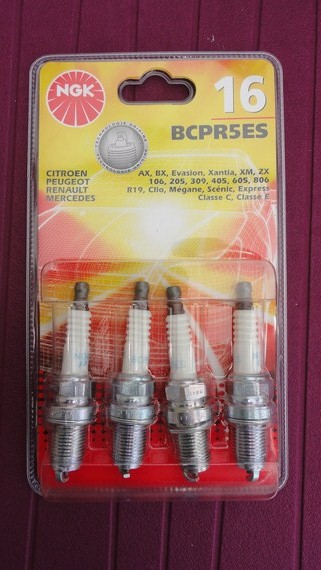 NGK
16
BCPR5ES
CITROEN
PEUGEOT
RENAULT
MERCEDES
AX, BX, Evasion, Xantia, XM, ZX
106, 205, 309, 405, 605, 806
R19, Clio, Mégane, Scénic, Express
Classe C, Classe E